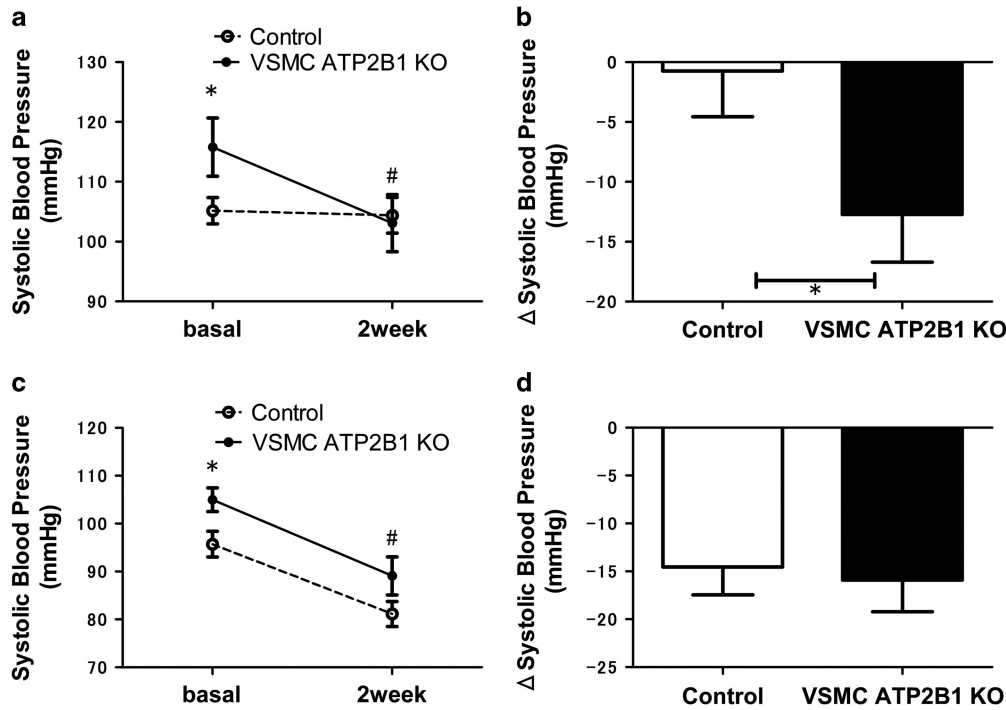 a
Control
VSMC ATP2B1 KO
Systolic Blood Pressure
(mmHg)
130
120
110
100
90
*
#
basal
2week
b
Δ Systolic Blood Pressure
(mmHg)
0
-5
-10
-15
-20
*
Control
VSMC ATP2B1 KO
c
Control
VSMC ATP2B1 KO
Systolic Blood Pressure
(mmHg)
120
110
100
90
80
70
*
#
basal
2week
d
Δ Systolic Blood Pressure
(mmHg)
0
-5
-10
-15
-20
-25
Control
VSMC ATP2B1 KO